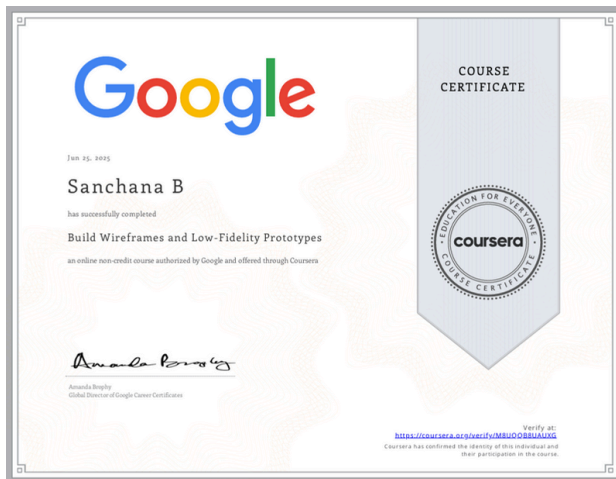 Google
COURSE
CERTIFICATE
Jun 25, 2025
Sanchana B
has successfully completed
Build Wireframes and Low-Fidelity Prototypes
an online non-credit course authorized by Google and offered through Coursera
EDUCATION FOR EVERYONE
coursera
COURSE CERTIFICATE
Amanda Brophy
Amanda Brophy
Global Director of Google Career Certificates
Verify at:
https://coursera.org/verify/M8UOOB8UAUXG
Coursera has confirmed the identity of this individual and
their participation in the course.